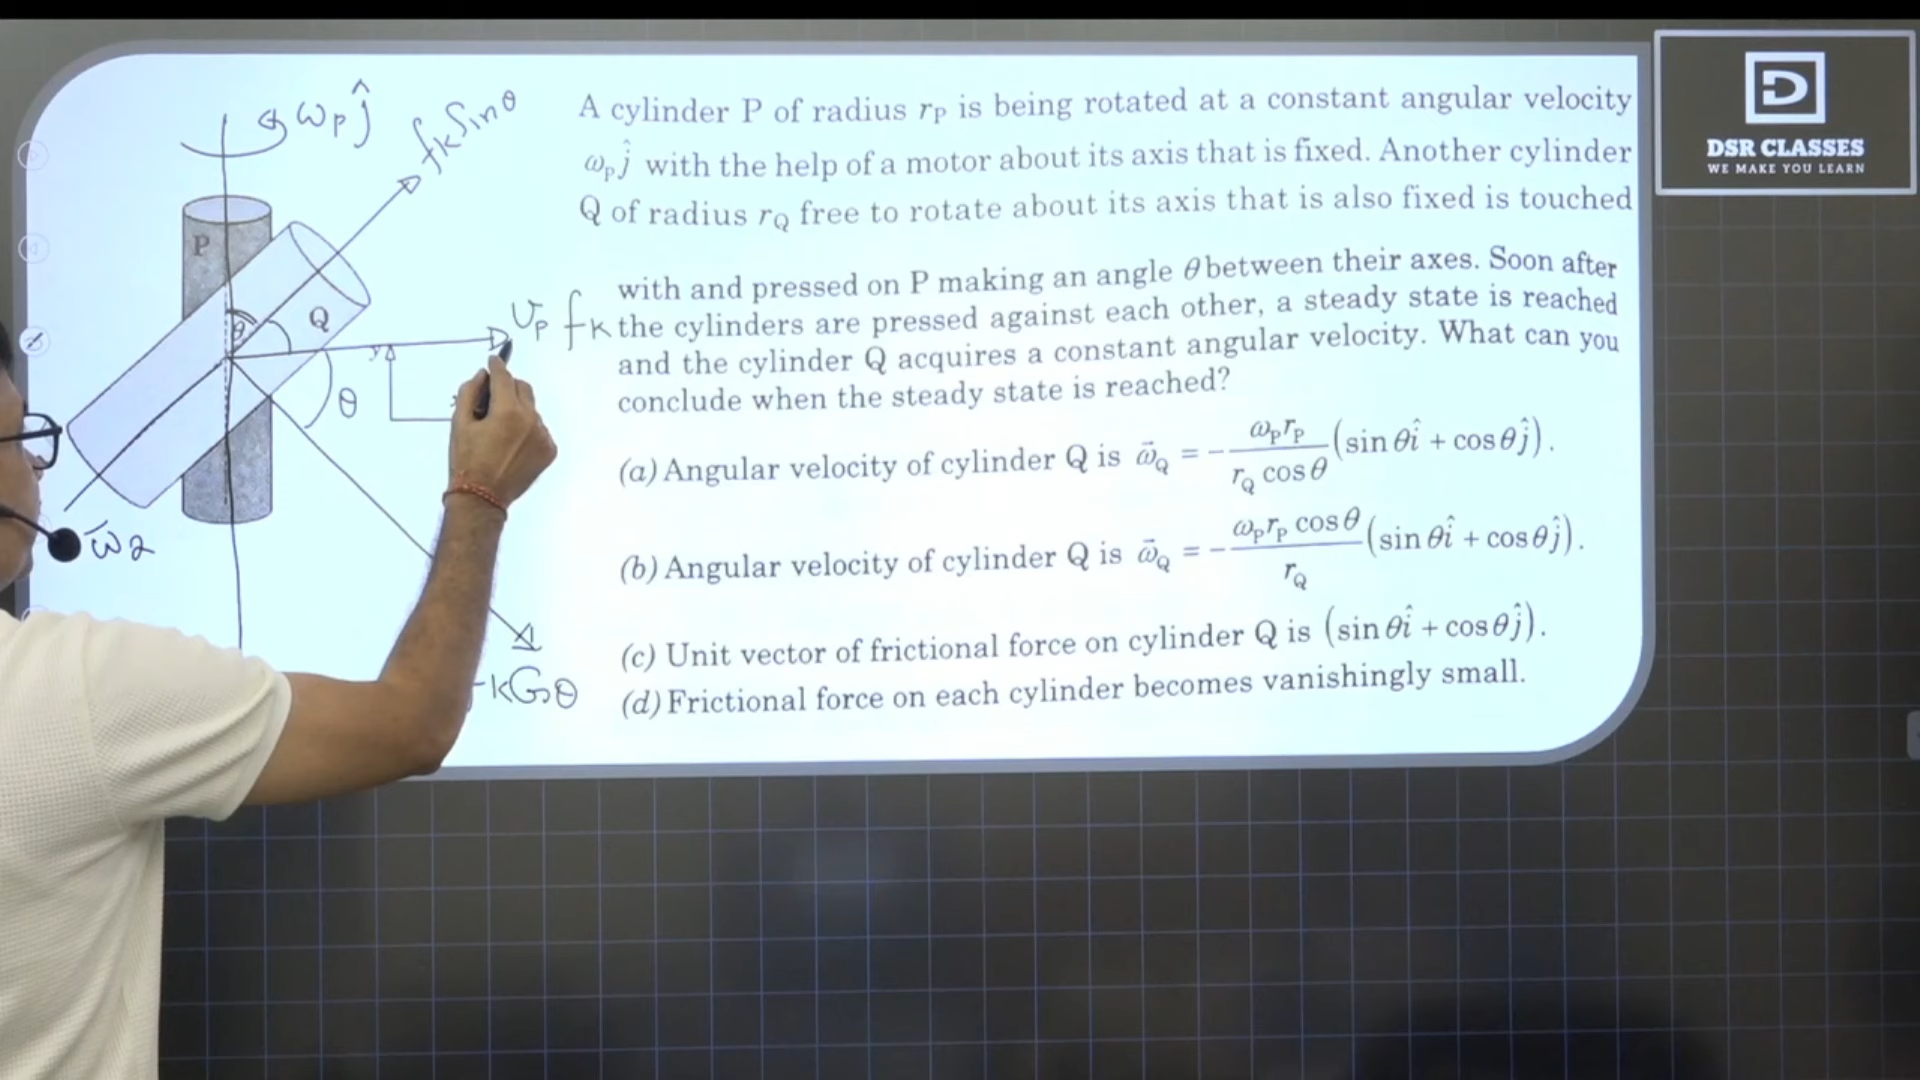 ω_P ĵ
f_K Sin θ
P
Q
θ
V_P f_K
y
θ
ω⃗_2
KCosθ
A cylinder P of radius r_P is being rotated at a constant angular velocity
ω_p ĵ with the help of a motor about its axis that is fixed. Another cylinder
Q of radius r_Q free to rotate about its axis that is also fixed is touched
with and pressed on P making an angle θ between their axes. Soon after
the cylinders are pressed against each other, a steady state is reached
and the cylinder Q acquires a constant angular velocity. What can you
conclude when the steady state is reached?
(a) Angular velocity of cylinder Q is ω⃗_Q = − ω_p r_P / r_Q cos θ (sin θ î + cos θ ĵ).
(b) Angular velocity of cylinder Q is ω⃗_Q = − ω_p r_P cos θ / r_Q (sin θ î + cos θ ĵ).
(c) Unit vector of frictional force on cylinder Q is (sin θ î + cos θ ĵ).
(d) Frictional force on each cylinder becomes vanishingly small.
D
DSR CLASSES
WE MAKE YOU LEARN